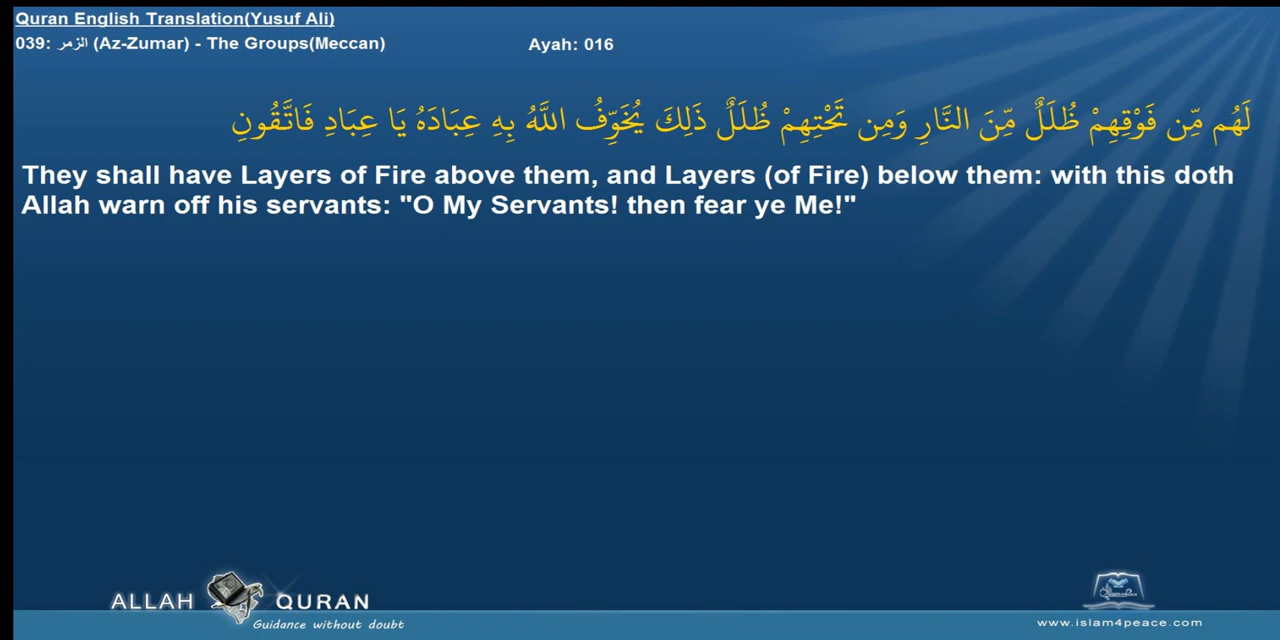 Quran English Translation(Yusuf Ali)
039: الزمر (Az-Zumar) - The Groups(Meccan) Ayah: 016
لَهُم مِّن فَوْقِهِمْ ظُلَلٌ مِّنَ النَّارِ وَمِن تَحْتِهِمْ ظُلَلٌ ذَلِكَ يُخَوِّفُ اللَّهُ بِهِ عِبَادَهُ يَا عِبَادِ فَاتَّقُونِ
They shall have Layers of Fire above them, and Layers (of Fire) below them: with this doth
Allah warn off his servants: "O My Servants! then fear ye Me!"
ALLAH QURAN
Guidance without doubt
www.islam4peace.com